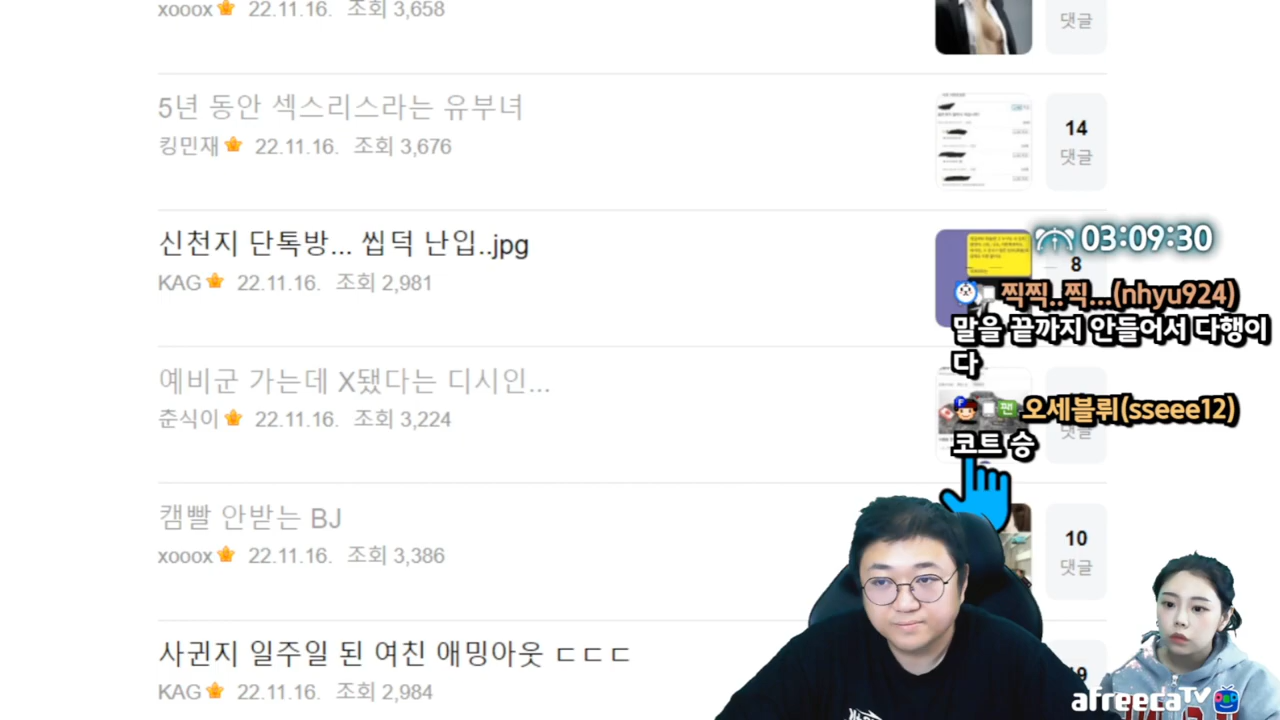 xooox 22.11.16. 조회 3,658
댓글
5년 동안 섹스리스라는 유부녀
킹민재 22.11.16. 조회 3,676
14
댓글
신천지 단톡방... 씹덕 난입..jpg
KAG 22.11.16. 조회 2,981
8
03:09:30
찍찍..찍...(nhyu924)
말을 끝까지 안들어서 다행이
다
예비군 가는데 X됐다는 디시인...
춘식이 22.11.16. 조회 3,224
댓글
오세블뤼(sseee12)
코트 승
캠빨 안받는 BJ
xooox 22.11.16. 조회 3,386
10
댓글
사귄지 일주일 된 여친 애밍아웃 ㄷㄷㄷ
KAG 22.11.16. 조회 2,984
afreecaTV